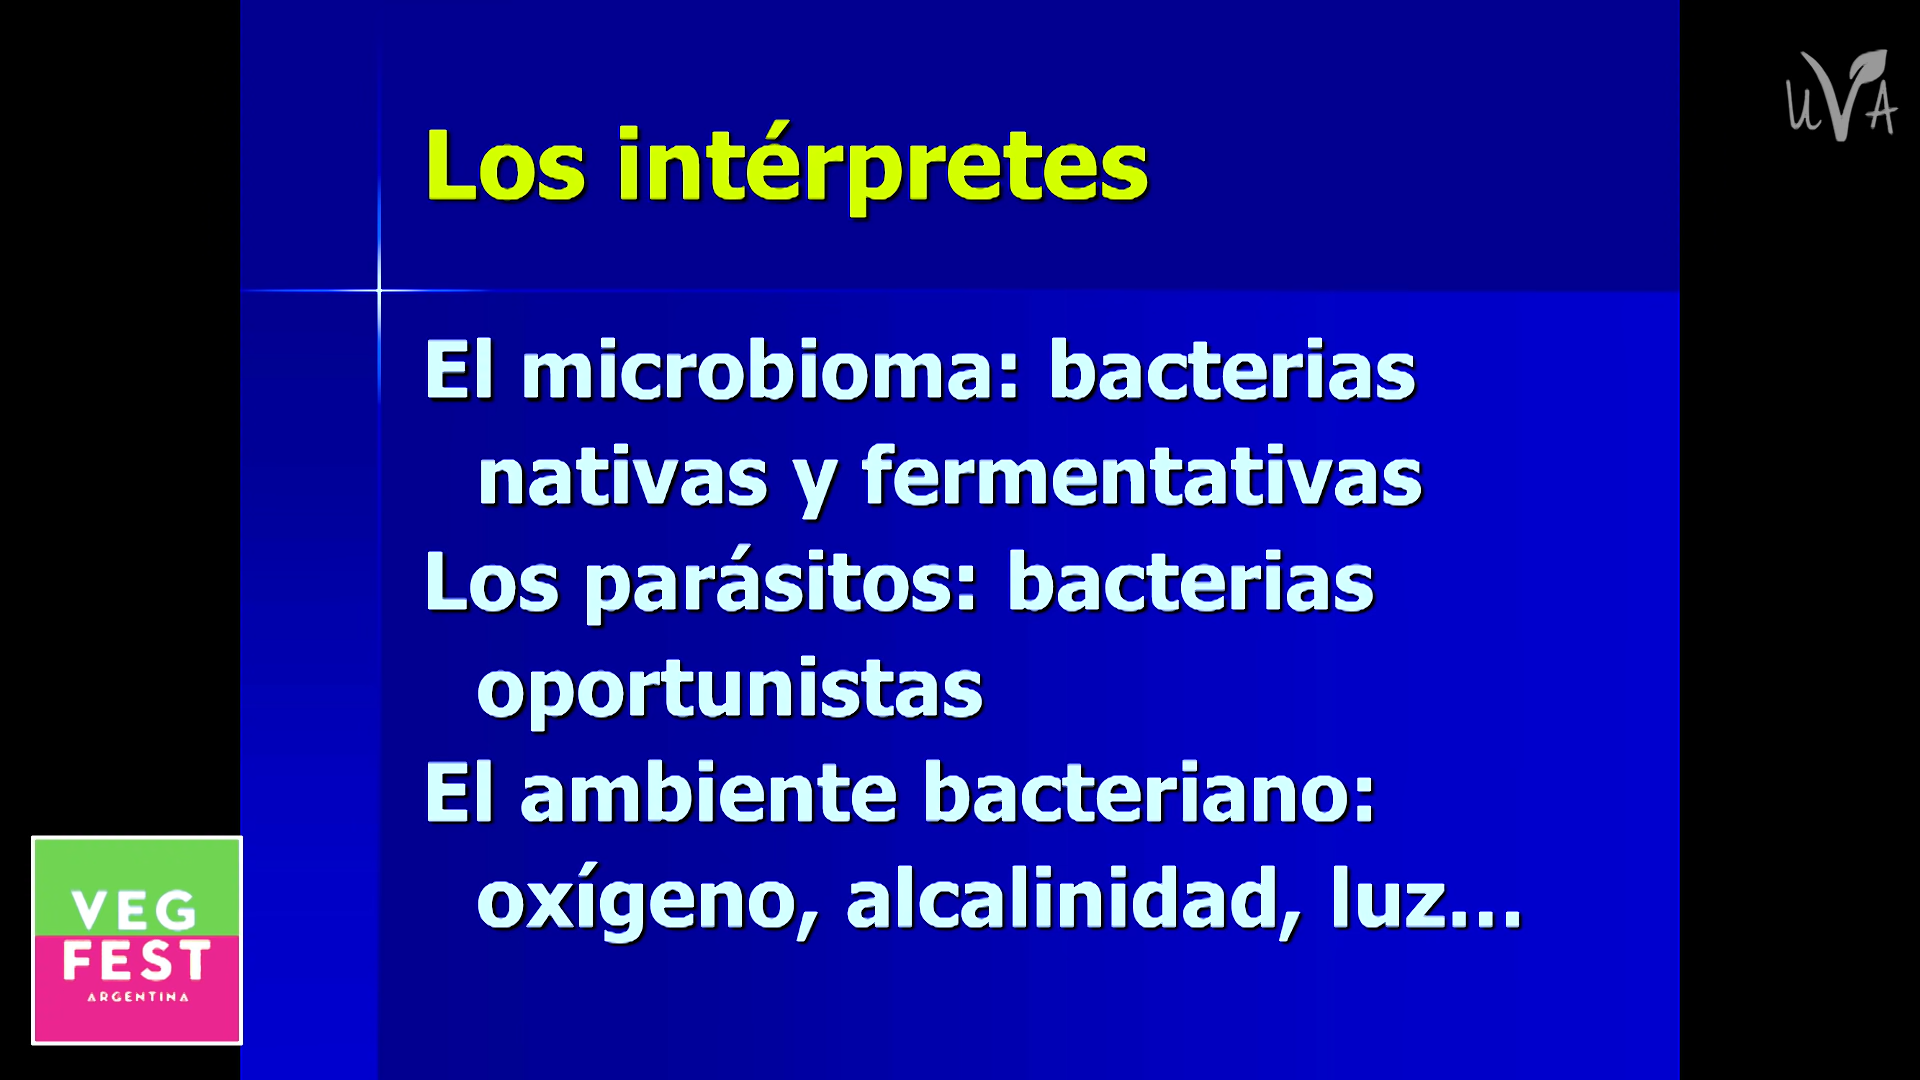 UVA
Los intérpretes
El microbioma: bacterias
nativas y fermentativas
Los parásitos: bacterias
oportunistas
El ambiente bacteriano:
oxígeno, alcalinidad, luz...
VEG
FEST
ARGENTINA